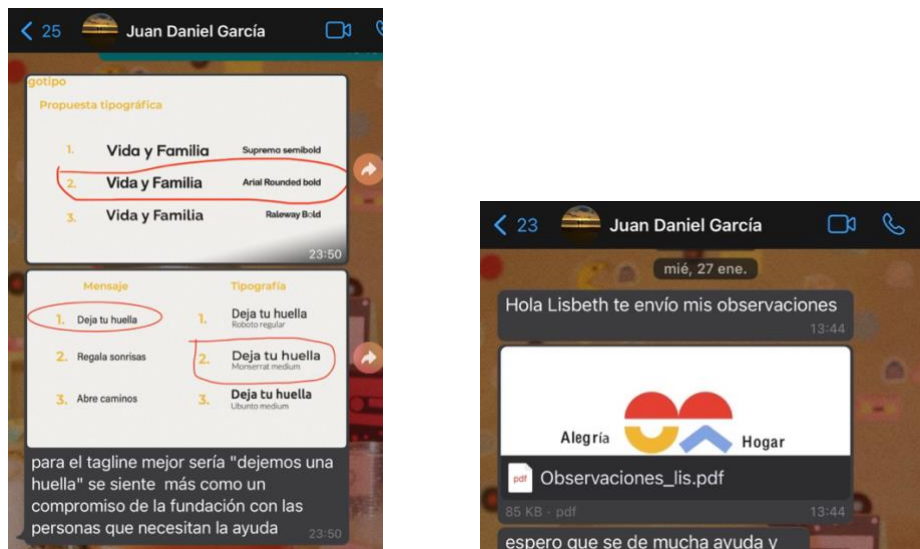 25 Juan Daniel García
gotipo
Propuesta tipográfica
1. Vida y Familia Suprema semibold
2. Vida y Familia Arial Rounded bold
3. Vida y Familia Raleway Bold
23:50
Mensaje Tipografía
1. Deja tu huella 1. Deja tu huella
Roboto regular
2. Regala sonrisas 2. Deja tu huella
Monserrat medium
3. Abre caminos 3. Deja tu huella
Ubunto medium
para el tagline mejor sería "dejemos una
huella" se siente más como un
compromiso de la fundación con las
personas que necesitan la ayuda 23:50
23 Juan Daniel García
mié, 27 ene.
Hola Lisbeth te envío mis observaciones
13:44
Alegría Hogar
pdf Observaciones_lis.pdf
85 KB · pdf 13:44
espero que se de mucha ayuda y